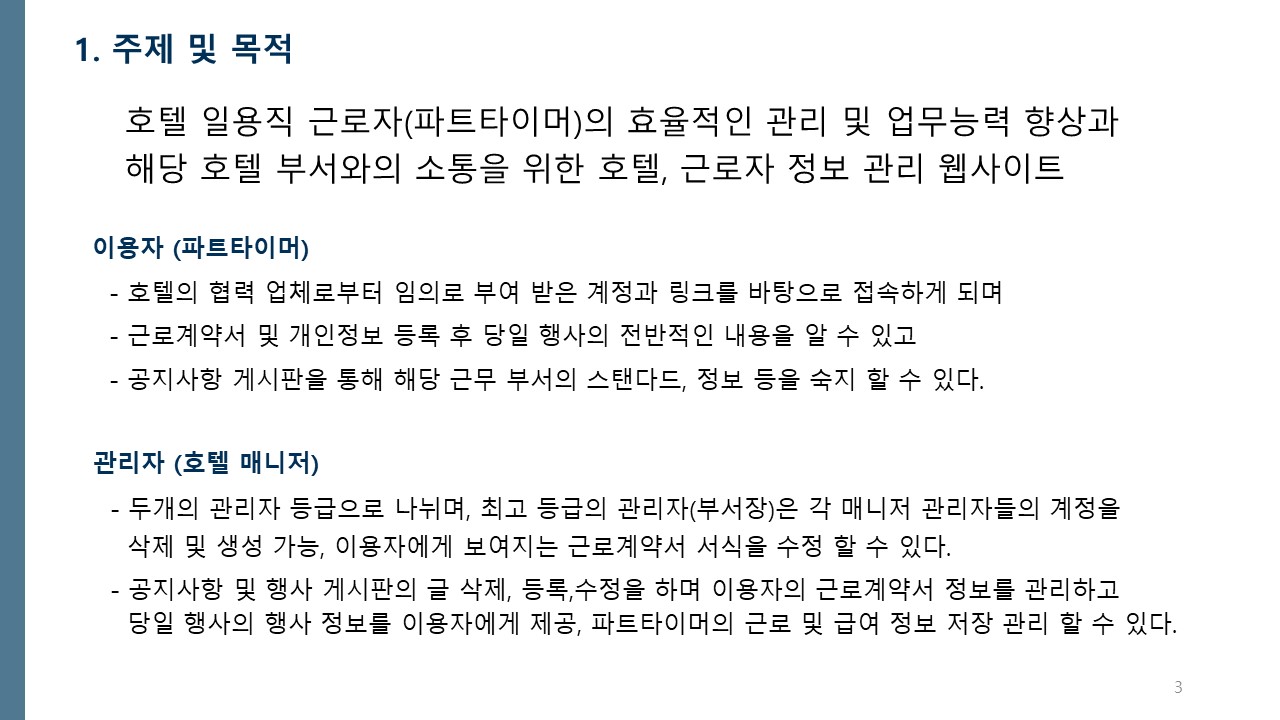 1. 주제 및 목적
호텔 일용직 근로자(파트타이머)의 효율적인 관리 및 업무능력 향상과
해당 호텔 부서와의 소통을 위한 호텔, 근로자 정보 관리 웹사이트
이용자 (파트타이머)
- 호텔의 협력 업체로부터 임의로 부여 받은 계정과 링크를 바탕으로 접속하게 되며
- 근로계약서 및 개인정보 등록 후 당일 행사의 전반적인 내용을 알 수 있고
- 공지사항 게시판을 통해 해당 근무 부서의 스탠다드, 정보 등을 숙지 할 수 있다.
관리자 (호텔 매니저)
- 두개의 관리자 등급으로 나뉘며, 최고 등급의 관리자(부서장)은 각 매니저 관리자들의 계정을
삭제 및 생성 가능, 이용자에게 보여지는 근로계약서 서식을 수정 할 수 있다.
- 공지사항 및 행사 게시판의 글 삭제, 등록,수정을 하며 이용자의 근로계약서 정보를 관리하고
당일 행사의 행사 정보를 이용자에게 제공, 파트타이머의 근로 및 급여 정보 저장 관리 할 수 있다.
3